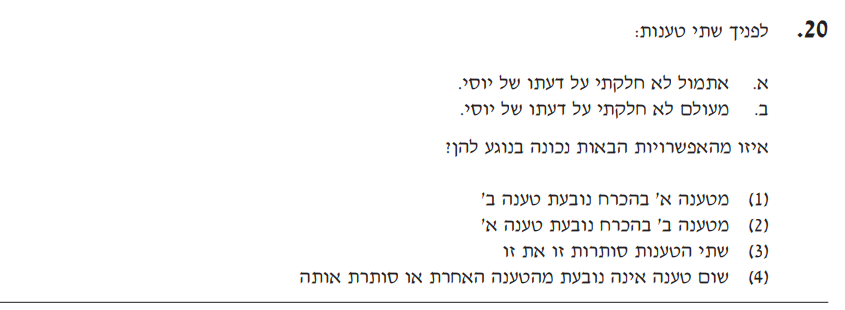 20. לפניך שתי טענות:
א. אתמול לא חלקתי על דעתו של יוסי.
ב. מעולם לא חלקתי על דעתו של יוסי.
איזו מהאפשרויות הבאות נכונה בנוגע להן?
(1) מטענה א' בהכרח נובעת טענה ב'
(2) מטענה ב' בהכרח נובעת טענה א'
(3) שתי הטענות סותרות זו את זו
(4) שום טענה אינה נובעת מהטענה האחרת או סותרת אותה